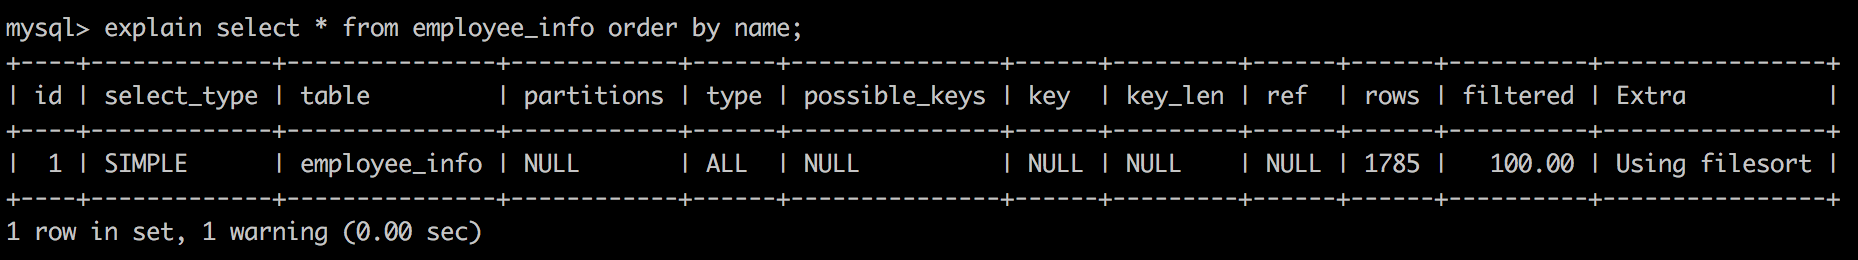 mysql> explain select * from employee_info order by name;
+----+-------------+---------------+------------+------+---------------+------+---------+------+------+----------+----------------+
| id | select_type | table         | partitions | type | possible_keys | key  | key_len | ref  | rows | filtered | Extra          |
+----+-------------+---------------+------------+------+---------------+------+---------+------+------+----------+----------------+
|  1 | SIMPLE      | employee_info | NULL       | ALL  | NULL          | NULL | NULL    | NULL | 1785 |   100.00 | Using filesort |
+----+-------------+---------------+------------+------+---------------+------+---------+------+------+----------+----------------+
1 row in set, 1 warning (0.00 sec)